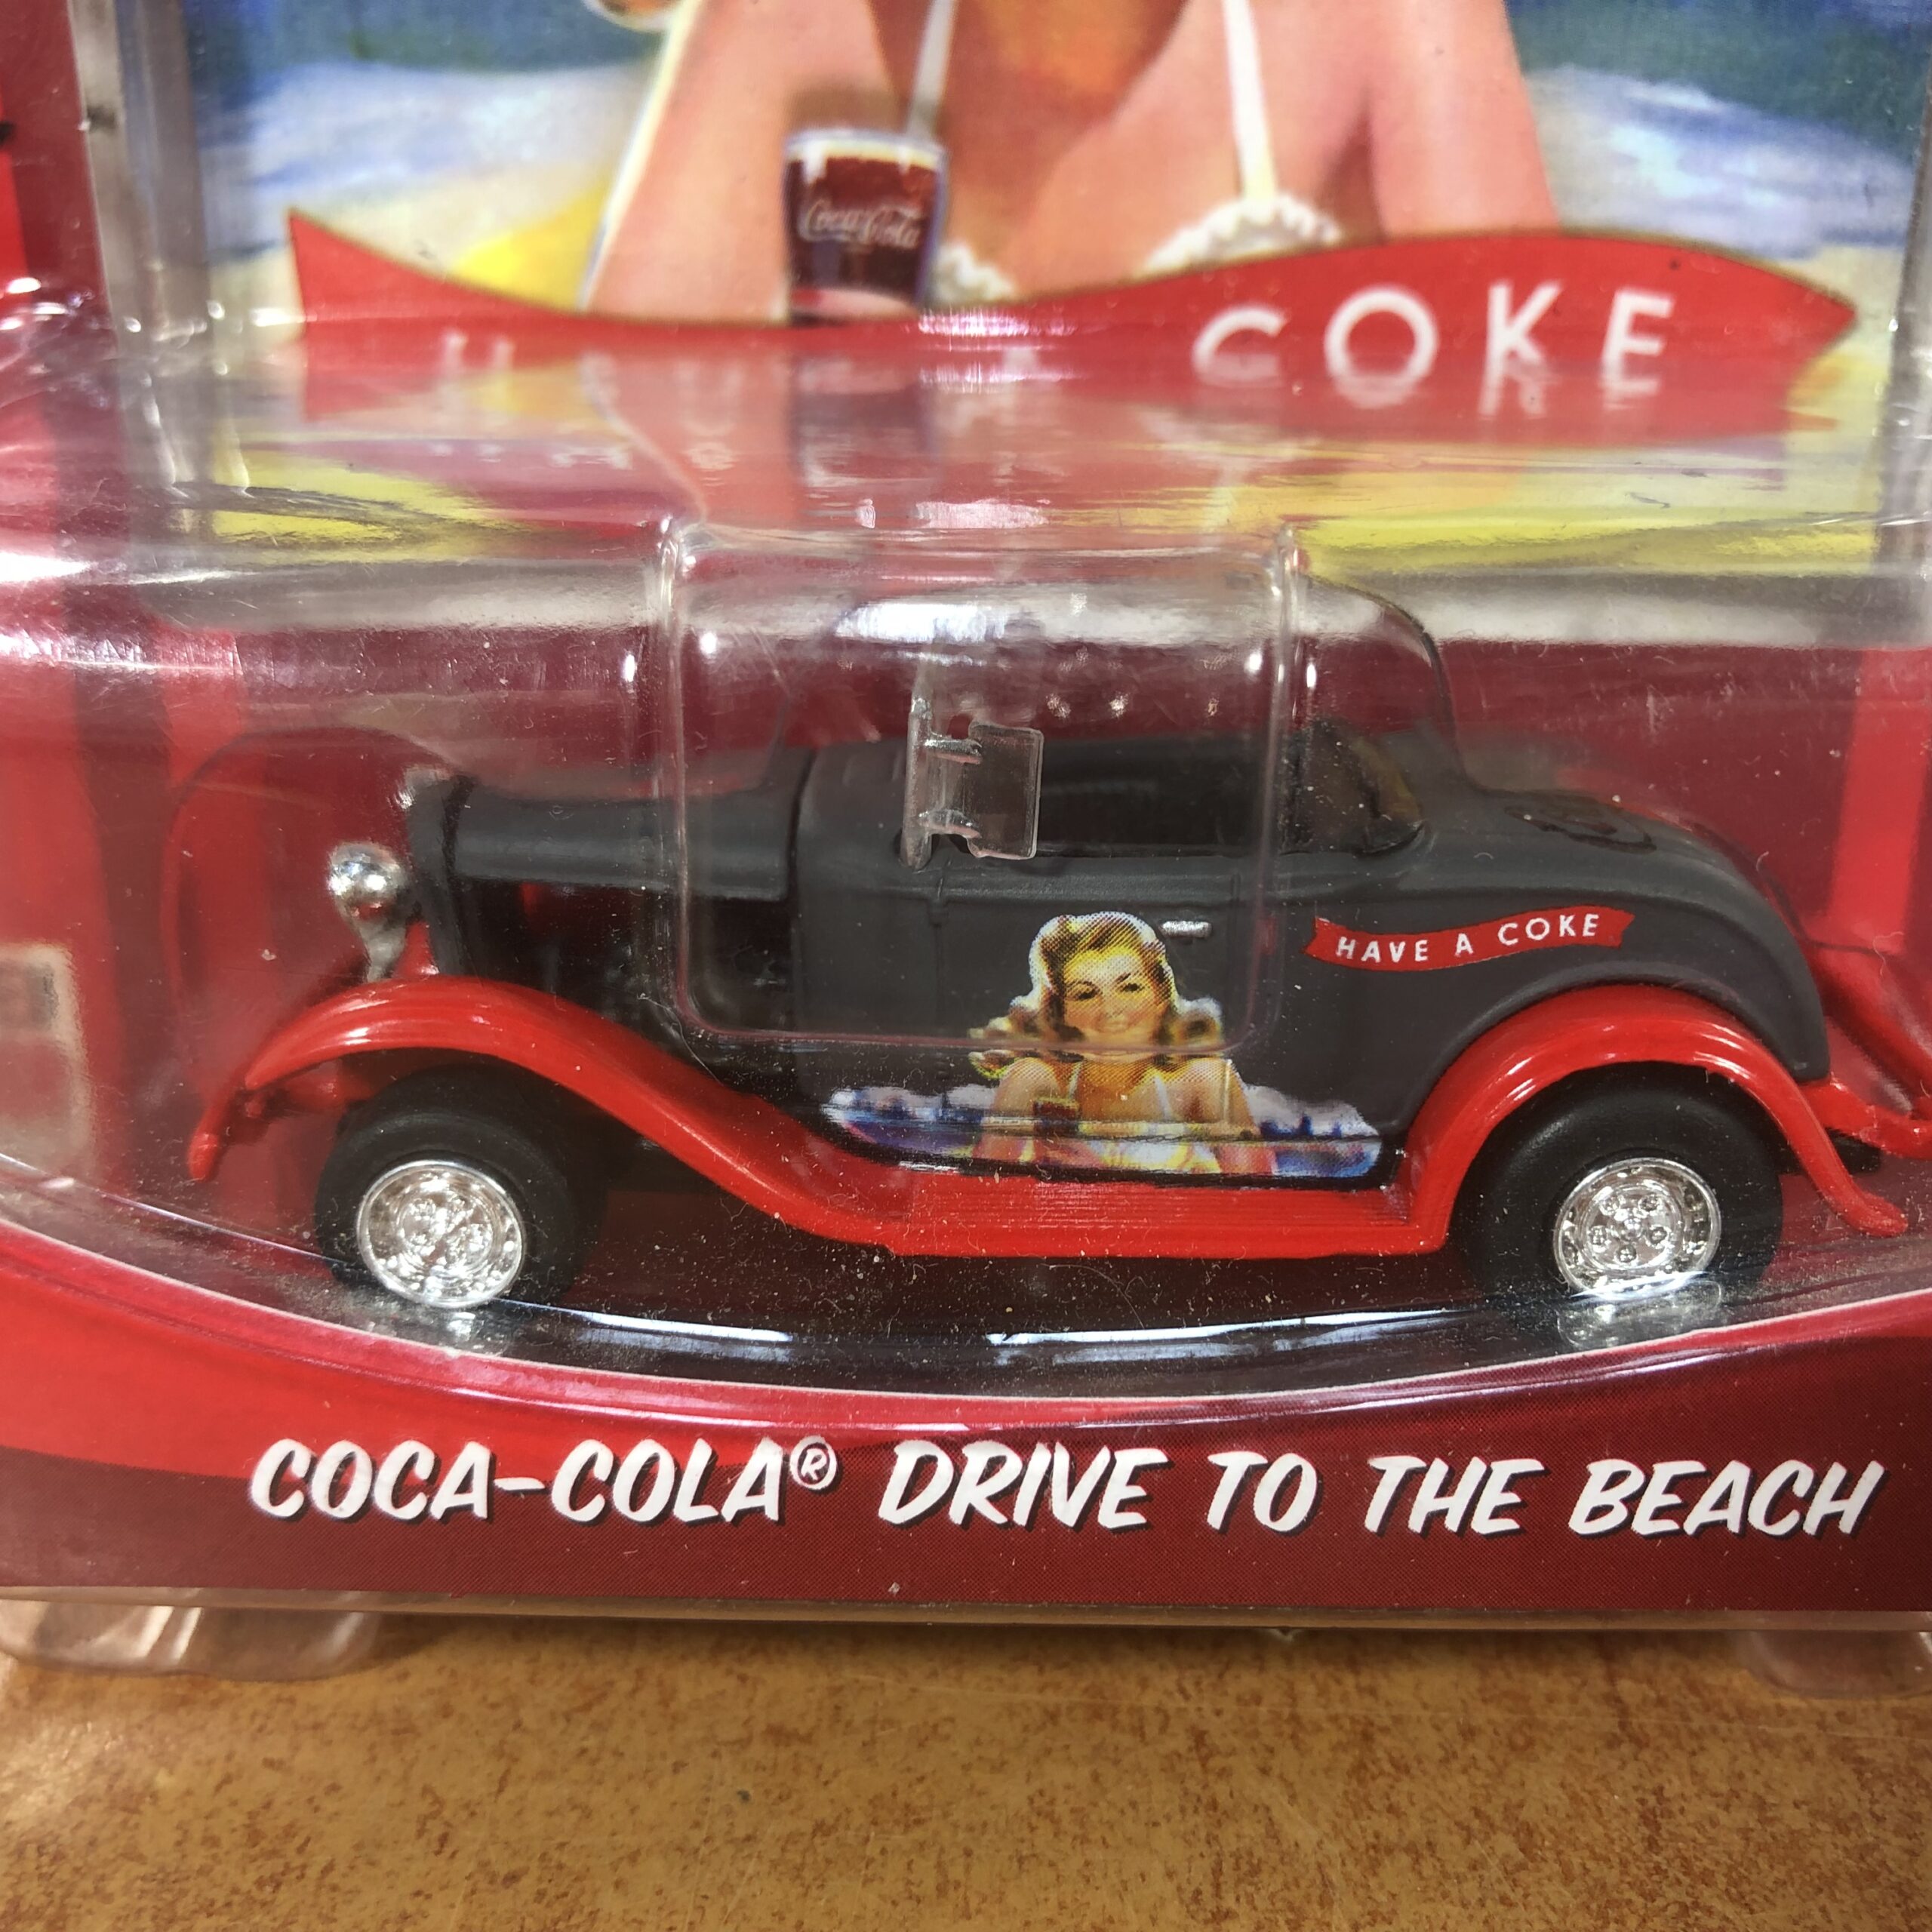 Coca-Cola
COKE
HAVE A COKE
COCA-COLA® DRIVE TO THE BEACH